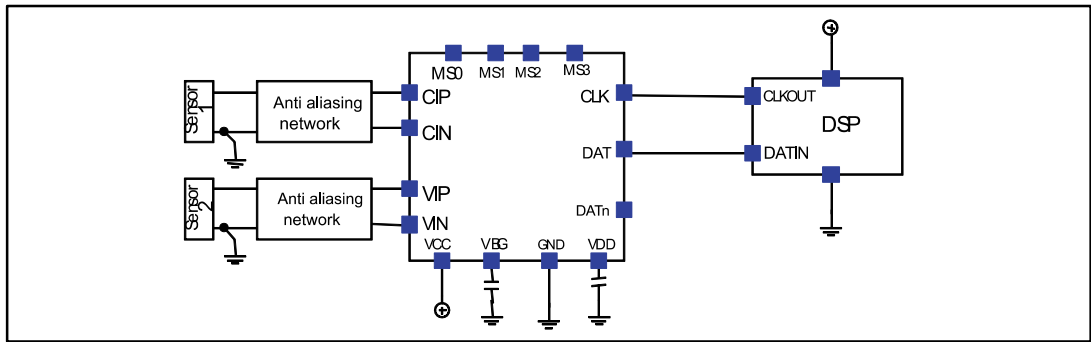 MS0 MS1 MS2 MS3
Sensor 1
Anti aliasing
network
CIP
CIN
CLK
DAT
CLKOUT
DSP
DATIN
Sensor 2
Anti aliasing
network
VIP
VIN
DATn
VCC VBG GND VDD